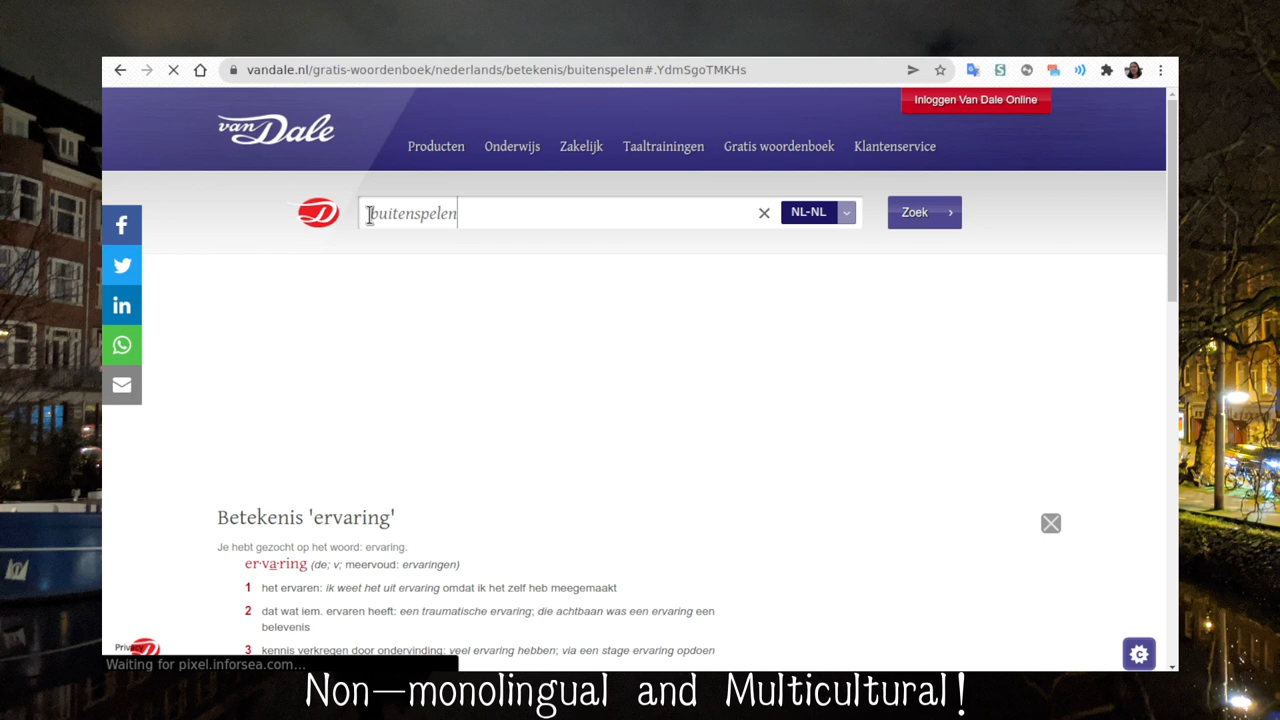 vandale.nl/gratis-woordenboek/nederlands/betekenis/buitenspelen#.YdmSgoTMKHs
Inloggen Van Dale Online
van Dale
Producten Onderwijs Zakelijk Taaltrainingen Gratis woordenboek Klantenservice
buitenspelen
NL-NL
Zoek
Betekenis 'ervaring'
Je hebt gezocht op het woord: ervaring.
er·va·ring (de; v; meervoud: ervaringen)
1 het ervaren: ik weet het uit ervaring omdat ik het zelf heb meegemaakt
2 dat wat iem. ervaren heeft: een traumatische ervaring; die achtbaan was een ervaring een
belevenis
3 kennis verkregen door ondervinding: veel ervaring hebben; via een stage ervaring opdoen
Privacy
Waiting for pixel.inforsea.com...
Non-monolingual and Multicultural!